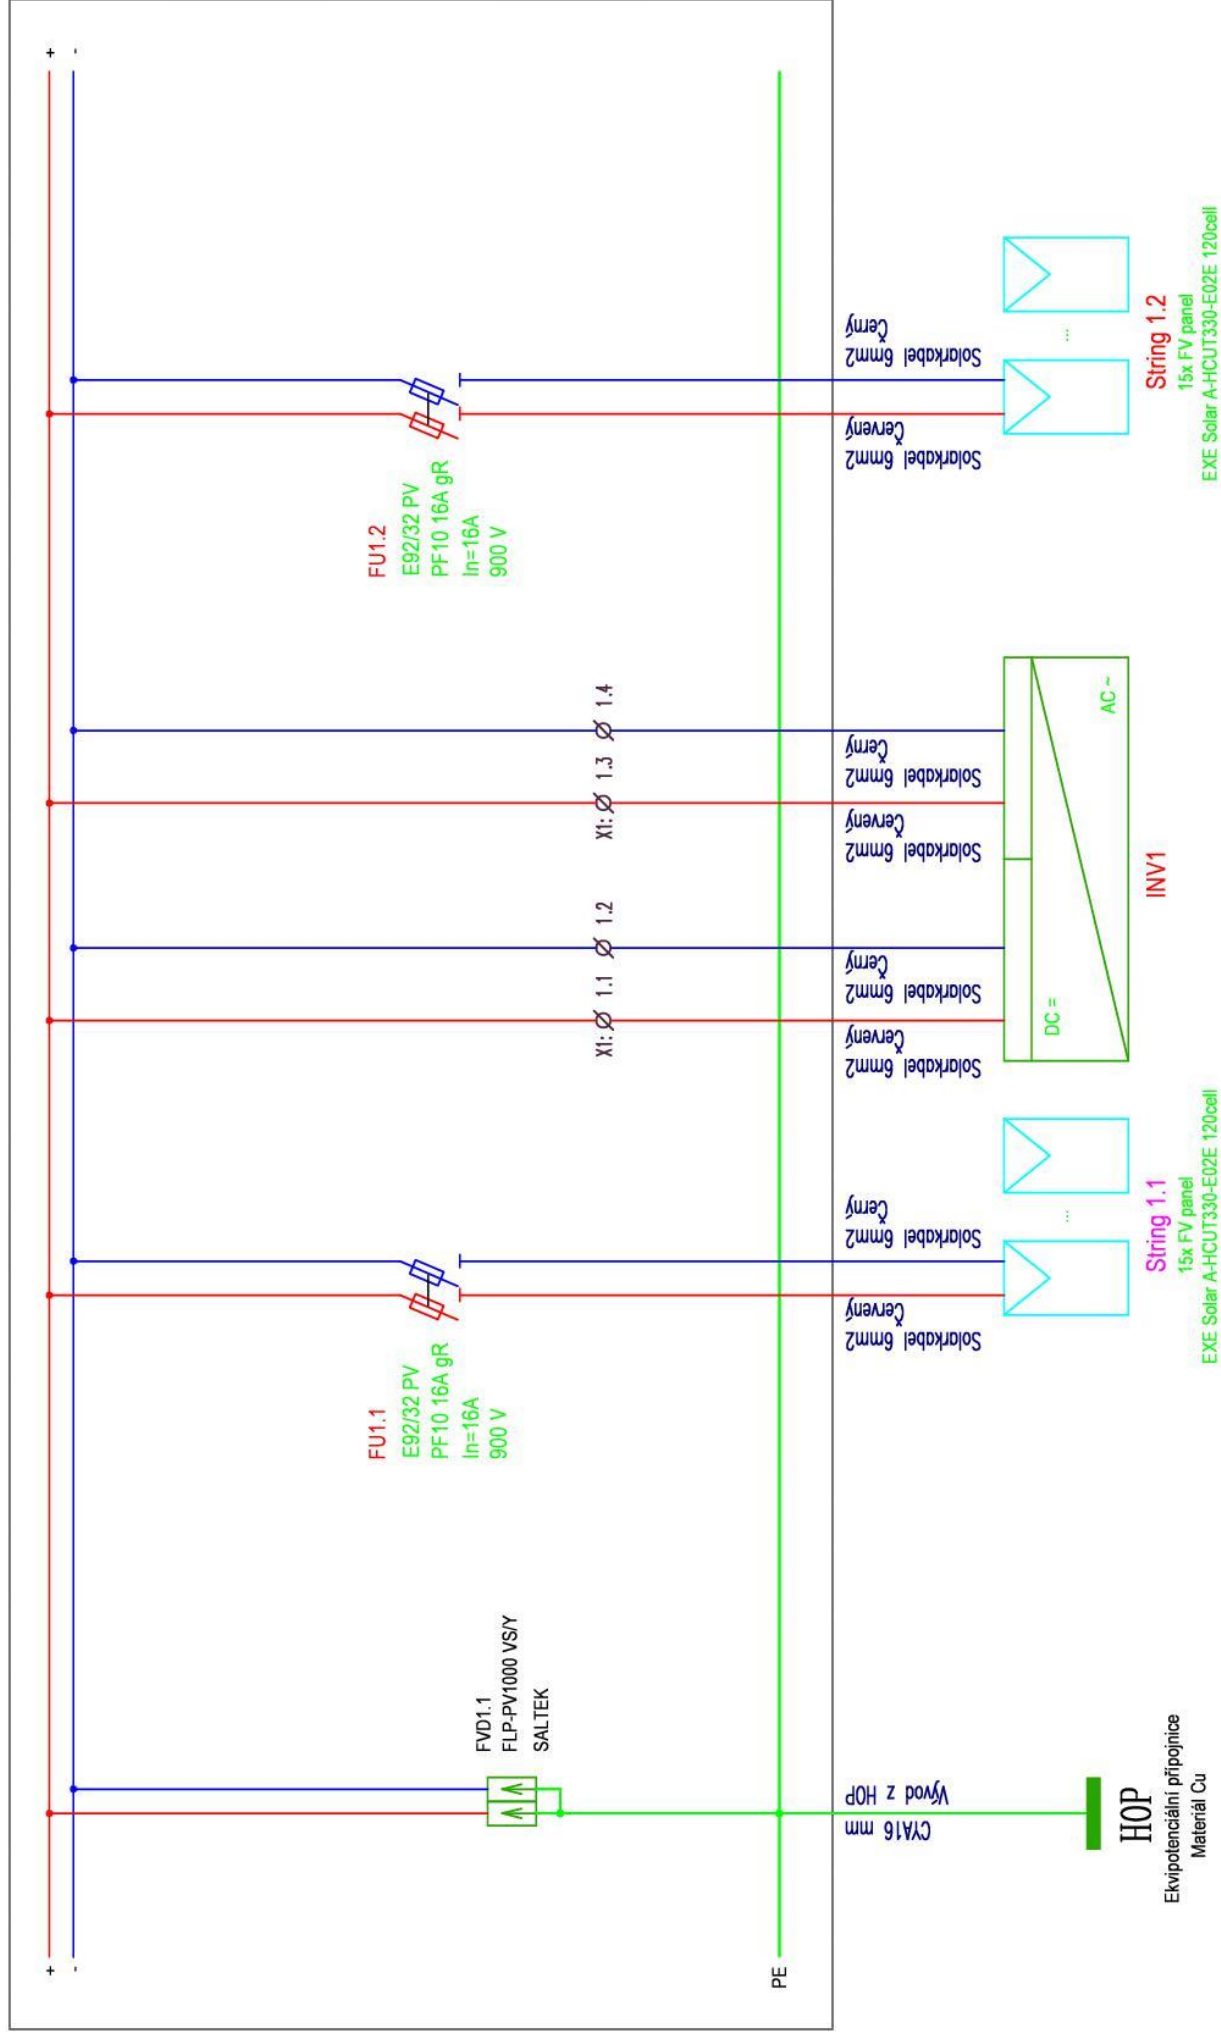 +
-
+
-
PE
FVD1.1
FLP-PV1000 VS/Y
SALTEK
FU1.1
E92/32 PV
PF10 16A gR
In=16A
900 V
X1:
1.1
1.2
X1:
1.3
1.4
FU1.2
E92/32 PV
PF10 16A gR
In=16A
900 V
CYA16 mm
Vývod z HOP
Solarkabel 6mm2
Červený
Solarkabel 6mm2
Černý
Solarkabel 6mm2
Červený
Solarkabel 6mm2
Černý
Solarkabel 6mm2
Červený
Solarkabel 6mm2
Černý
Solarkabel 6mm2
Červený
Solarkabel 6mm2
Černý
HOP
Ekvipotenciální přípojnice
Materiál Cu
...
String 1.1
15x FV panel
EXE Solar A-HCUT330-E02E 120cell
DC =
AC ~
INV1
...
String 1.2
15x FV panel
EXE Solar A-HCUT330-E02E 120cell